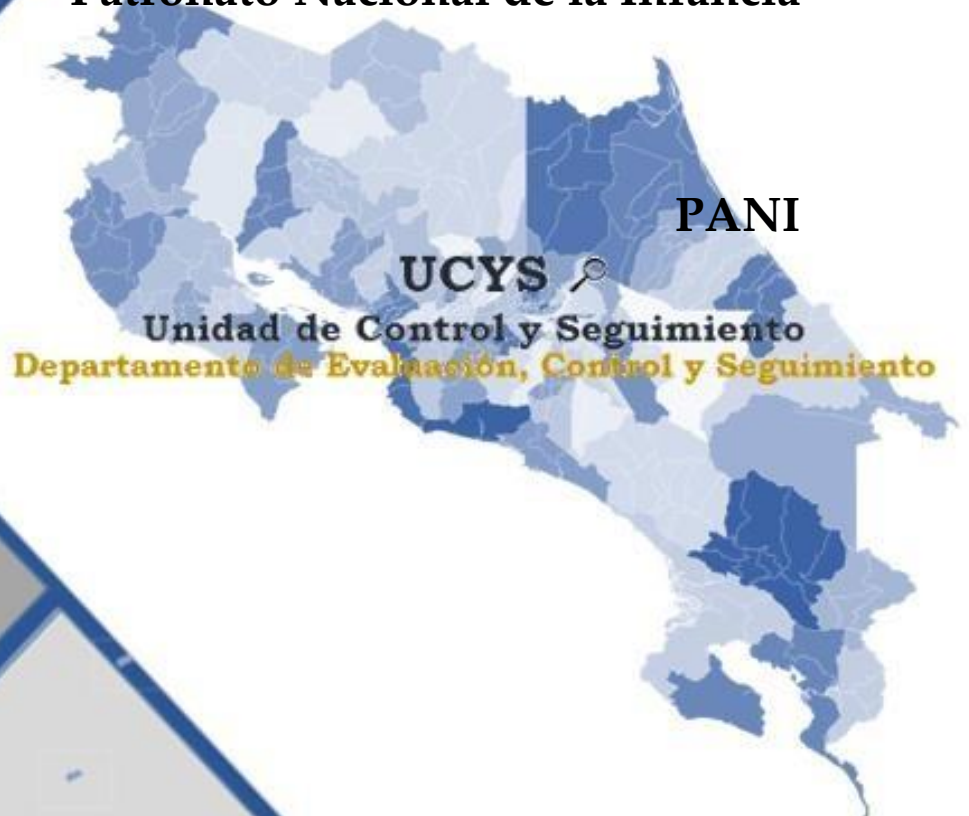 Patronato Nacional de la Infancia
PANI
UCYS
Unidad de Control y Seguimiento
Departamento de Evaluación, Control y Seguimiento